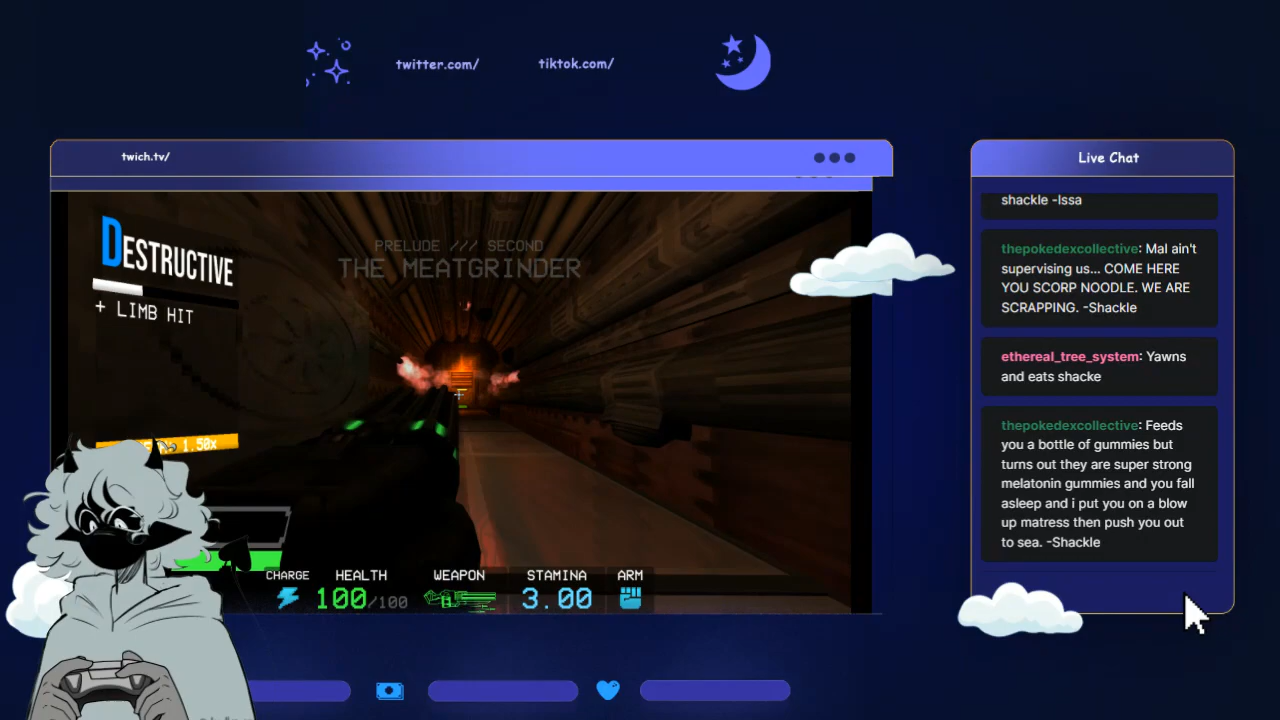 twitter.com/
tiktok.com/
twich.tv/
Live Chat
DESTRUCTIVE
+ LIMB HIT
1.50x
PRELUDE /// SECOND
THE MEATGRINDER
CHARGE
HEALTH
100/100
WEAPON
STAMINA
3.00
ARM
shackle -Issa
thepokedexcollective: Mal ain't
supervising us... COME HERE
YOU SCORP NOODLE. WE ARE
SCRAPPING. -Shackle
ethereal_tree_system: Yawns
and eats shacke
thepokedexcollective: Feeds
you a bottle of gummies but
turns out they are super strong
melatonin gummies and you fall
asleep and i put you on a blow
up matress then push you out
to sea. -Shackle